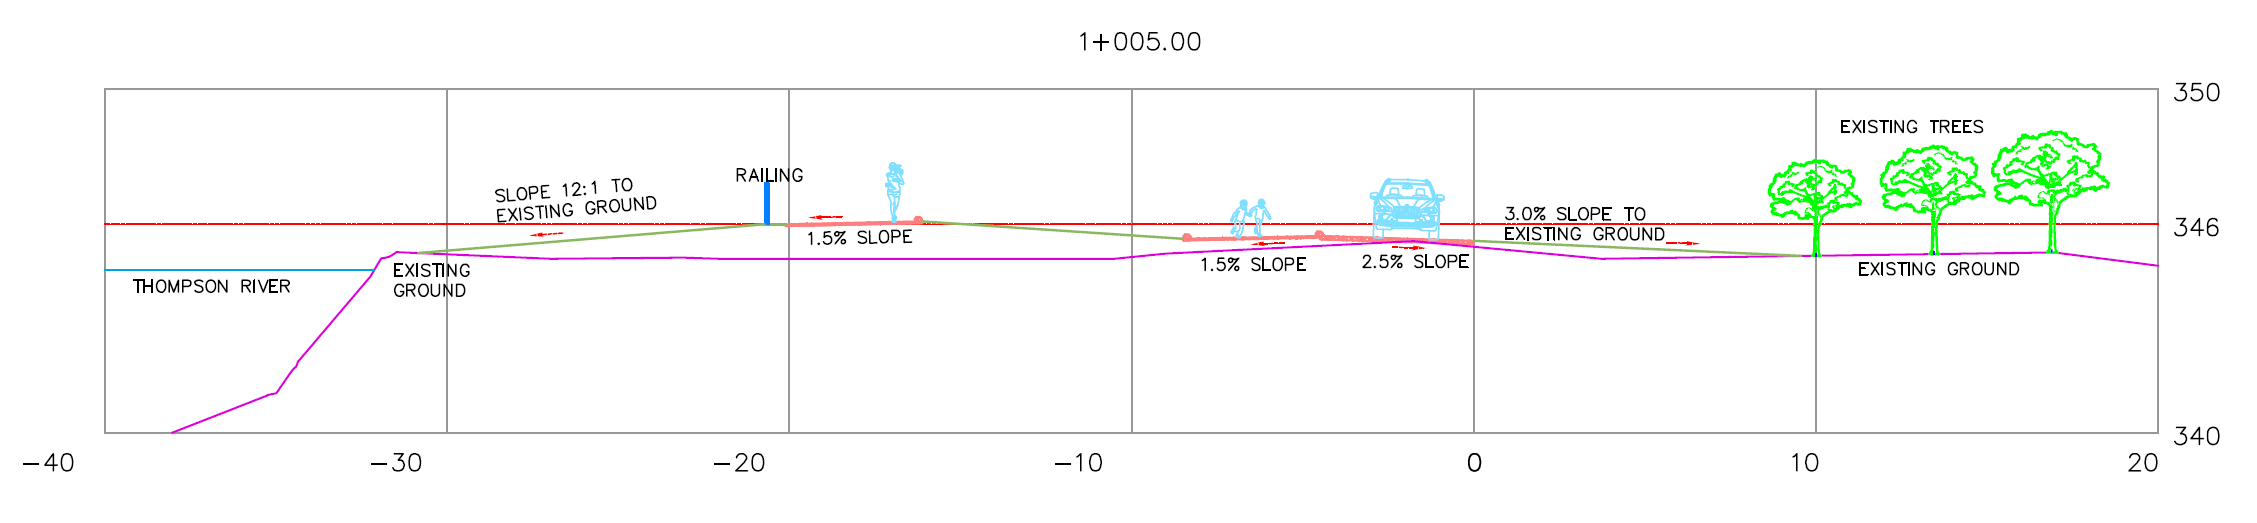 1+005.00
350
EXISTING TREES
RAILING
SLOPE 12:1 TO
EXISTING GROUND
3.0% SLOPE TO
EXISTING GROUND
346
1.5% SLOPE
1.5% SLOPE
2.5% SLOPE
EXISTING GROUND
EXISTING
GROUND
THOMPSON RIVER
340
-40
-30
-20
-10
0
10
20